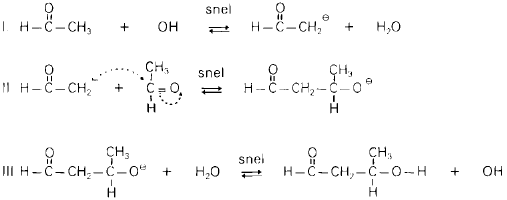 I. H–C(=O)–CH₃ + OH ⇌ (snel) H–C(=O)–CH₂⊖ + H₂O
II H–C(=O)–CH₂ + CH₃–C(H)=O ⇌ (snel) H–C(=O)–CH₂–C(CH₃)(H)–O⊖
III H–C(=O)–CH₂–C(CH₃)(H)–O⊖ + H₂O ⇌ (snel) H–C(=O)–CH₂–C(CH₃)(H)–O–H + OH